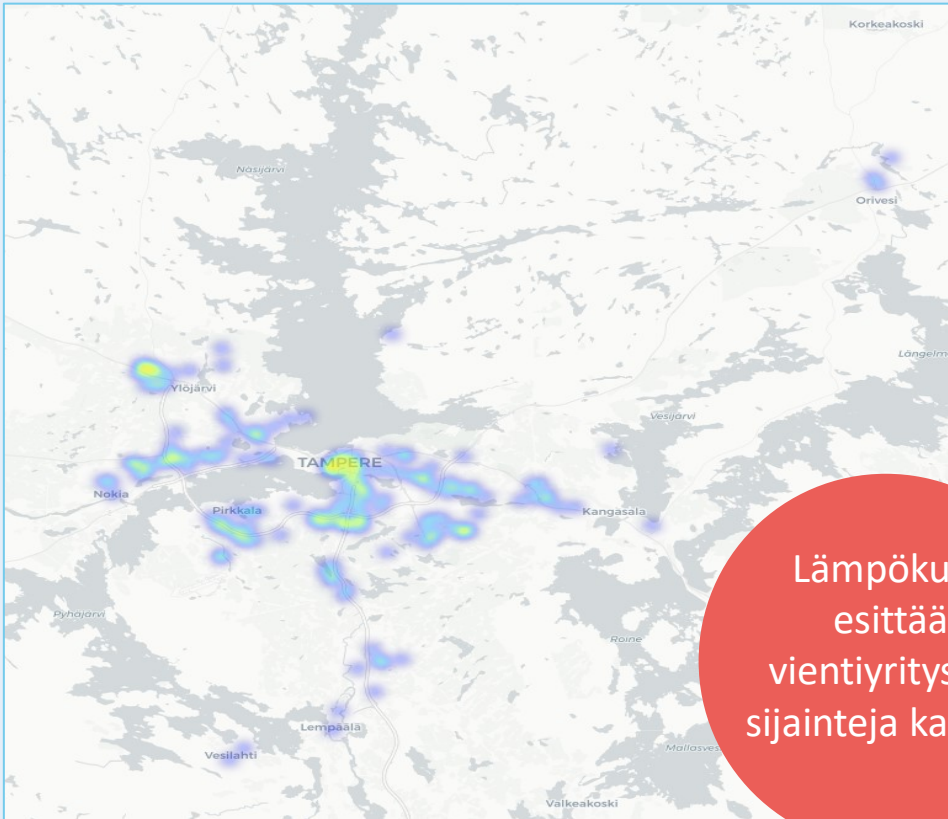 Korkeakoski
Näsijärvi
Orivesi
Längelm
Ylöjärvi
Vesijärvi
TAMPERE
Nokia
Pirkkala
Kangasala
Lämpöku
esittää
vientiyritys
sijainteja ka
Pyhäjärvi
Roine
Lempäälä
Mallasves
Vesilahti
Valkeakoski